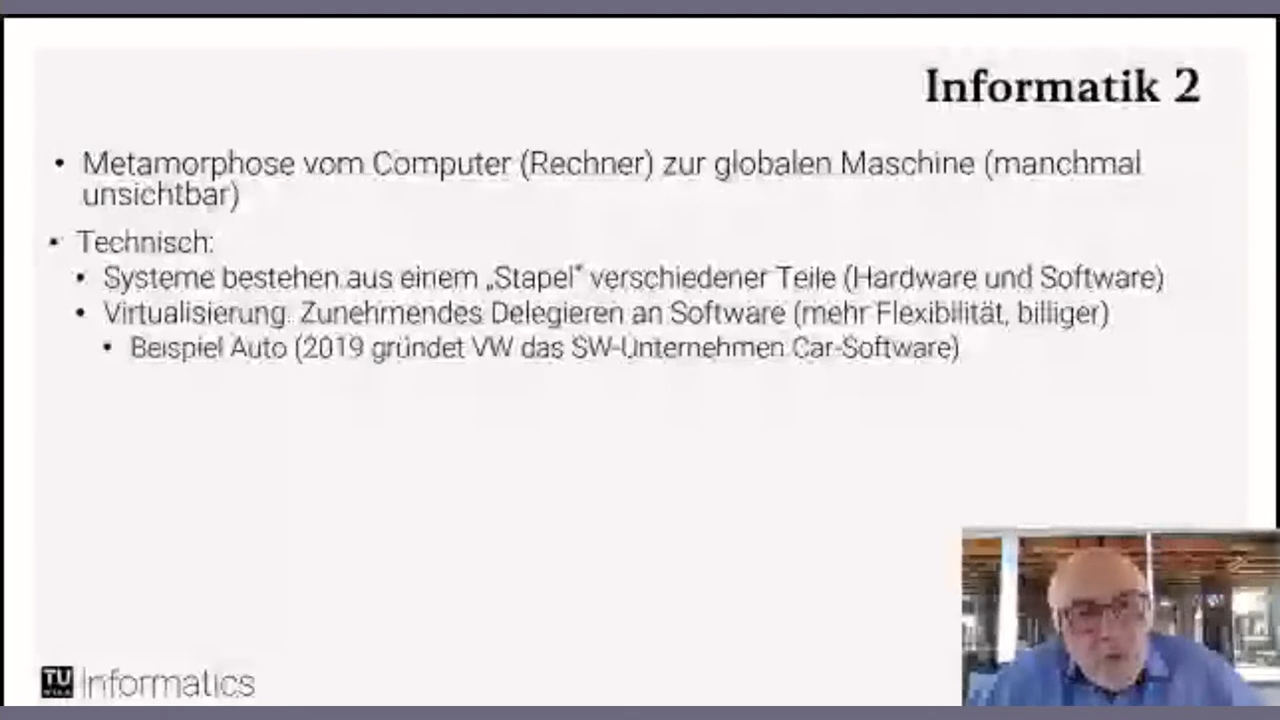 Informatik 2
• Metamorphose vom Computer (Rechner) zur globalen Maschine (manchmal
unsichtbar)
• Technisch:
• Systeme bestehen aus einem „Stapel“ verschiedener Teile (Hardware und Software)
• Virtualisierung. Zunehmendes Delegieren an Software (mehr Flexibilität, billiger)
• Beispiel Auto (2019 gründet VW das SW-Unternehmen Car-Software)
TU
WIEN
Informatics